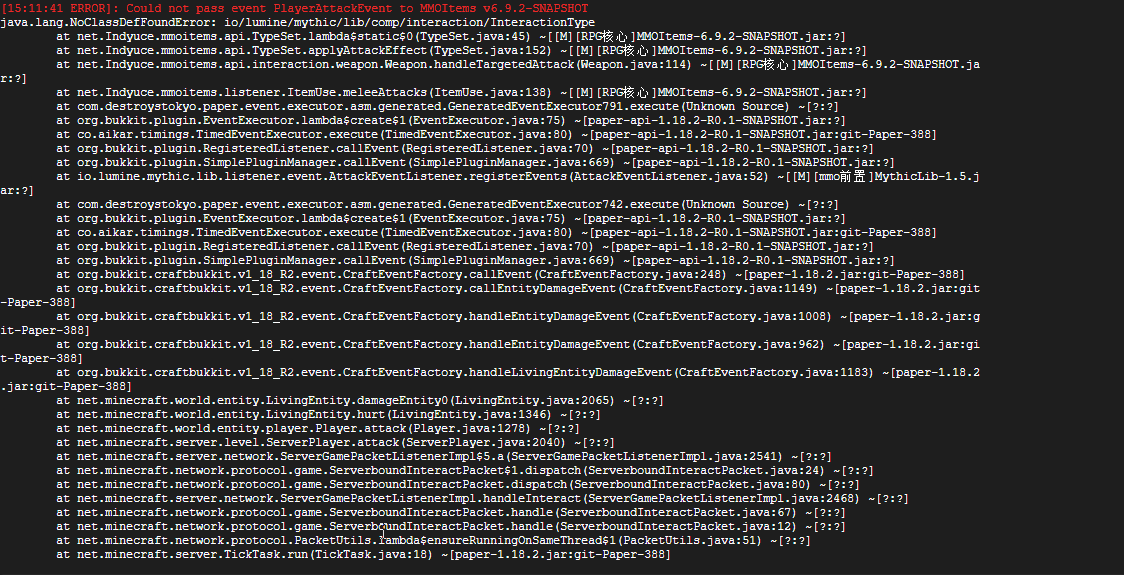 [15:11:41 ERROR]: Could not pass event PlayerAttackEvent to MMOItems v6.9.2-SNAPSHOT
java.lang.NoClassDefFoundError: io/lumine/mythic/lib/comp/interaction/InteractionType
at net.Indyuce.mmoitems.api.TypeSet.lambda$static$0(TypeSet.java:45) ~[[M][RPG核心]MMOItems-6.9.2-SNAPSHOT.jar:?]
at net.Indyuce.mmoitems.api.TypeSet.applyAttackEffect(TypeSet.java:152) ~[[M][RPG核心]MMOItems-6.9.2-SNAPSHOT.jar:?]
at net.Indyuce.mmoitems.api.interaction.weapon.Weapon.handleTargetedAttack(Weapon.java:114) ~[[M][RPG核心]MMOItems-6.9.2-SNAPSHOT.ja
r:?]
at net.Indyuce.mmoitems.listener.ItemUse.meleeAttacks(ItemUse.java:138) ~[[M][RPG核心]MMOItems-6.9.2-SNAPSHOT.jar:?]
at com.destroystokyo.paper.event.executor.asm.generated.GeneratedEventExecutor791.execute(Unknown Source) ~[?:?]
at org.bukkit.plugin.EventExecutor.lambda$create$1(EventExecutor.java:75) ~[paper-api-1.18.2-R0.1-SNAPSHOT.jar:?]
at co.aikar.timings.TimedEventExecutor.execute(TimedEventExecutor.java:80) ~[paper-api-1.18.2-R0.1-SNAPSHOT.jar:git-Paper-388]
at org.bukkit.plugin.RegisteredListener.callEvent(RegisteredListener.java:70) ~[paper-api-1.18.2-R0.1-SNAPSHOT.jar:?]
at org.bukkit.plugin.SimplePluginManager.callEvent(SimplePluginManager.java:669) ~[paper-api-1.18.2-R0.1-SNAPSHOT.jar:?]
at io.lumine.mythic.lib.listener.event.AttackEventListener.registerEvents(AttackEventListener.java:52) ~[[M][mmo前置]MythicLib-1.5.j
ar:?]
at com.destroystokyo.paper.event.executor.asm.generated.GeneratedEventExecutor742.execute(Unknown Source) ~[?:?]
at org.bukkit.plugin.EventExecutor.lambda$create$1(EventExecutor.java:75) ~[paper-api-1.18.2-R0.1-SNAPSHOT.jar:?]
at co.aikar.timings.TimedEventExecutor.execute(TimedEventExecutor.java:80) ~[paper-api-1.18.2-R0.1-SNAPSHOT.jar:git-Paper-388]
at org.bukkit.plugin.RegisteredListener.callEvent(RegisteredListener.java:70) ~[paper-api-1.18.2-R0.1-SNAPSHOT.jar:?]
at org.bukkit.plugin.SimplePluginManager.callEvent(SimplePluginManager.java:669) ~[paper-api-1.18.2-R0.1-SNAPSHOT.jar:?]
at org.bukkit.craftbukkit.v1_18_R2.event.CraftEventFactory.callEvent(CraftEventFactory.java:248) ~[paper-1.18.2.jar:git-Paper-388]
at org.bukkit.craftbukkit.v1_18_R2.event.CraftEventFactory.callEntityDamageEvent(CraftEventFactory.java:1149) ~[paper-1.18.2.jar:git
-Paper-388]
at org.bukkit.craftbukkit.v1_18_R2.event.CraftEventFactory.handleEntityDamageEvent(CraftEventFactory.java:1008) ~[paper-1.18.2.jar:g
it-Paper-388]
at org.bukkit.craftbukkit.v1_18_R2.event.CraftEventFactory.handleEntityDamageEvent(CraftEventFactory.java:962) ~[paper-1.18.2.jar:gi
t-Paper-388]
at org.bukkit.craftbukkit.v1_18_R2.event.CraftEventFactory.handleLivingEntityDamageEvent(CraftEventFactory.java:1183) ~[paper-1.18.2
.jar:git-Paper-388]
at net.minecraft.world.entity.LivingEntity.damageEntity0(LivingEntity.java:2065) ~[?:?]
at net.minecraft.world.entity.LivingEntity.hurt(LivingEntity.java:1346) ~[?:?]
at net.minecraft.world.entity.player.Player.attack(Player.java:1278) ~[?:?]
at net.minecraft.server.level.ServerPlayer.attack(ServerPlayer.java:2040) ~[?:?]
at net.minecraft.server.network.ServerGamePacketListenerImpl$5.a(ServerGamePacketListenerImpl.java:2541) ~[?:?]
at net.minecraft.network.protocol.game.ServerboundInteractPacket$1.dispatch(ServerboundInteractPacket.java:24) ~[?:?]
at net.minecraft.network.protocol.game.ServerboundInteractPacket.dispatch(ServerboundInteractPacket.java:80) ~[?:?]
at net.minecraft.server.network.ServerGamePacketListenerImpl.handleInteract(ServerGamePacketListenerImpl.java:2468) ~[?:?]
at net.minecraft.network.protocol.game.ServerboundInteractPacket.handle(ServerboundInteractPacket.java:67) ~[?:?]
at net.minecraft.network.protocol.game.ServerboundInteractPacket.handle(ServerboundInteractPacket.java:12) ~[?:?]
at net.minecraft.network.protocol.PacketUtils.lambda$ensureRunningOnSameThread$1(PacketUtils.java:51) ~[?:?]
at net.minecraft.server.TickTask.run(TickTask.java:18) ~[paper-1.18.2.jar:git-Paper-388]